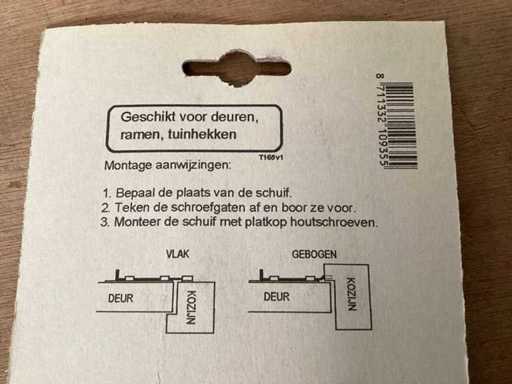 Geschikt voor deuren,
ramen, tuinhekken
T165v1
Montage aanwijzingen:
1. Bepaal de plaats van de schuif.
2. Teken de schroefgaten af en boor ze voor.
3. Monteer de schuif met platkop houtschroeven.
VLAK
GEBOGEN
DEUR
KOZIJN
DEUR
KOZIJN
8 711332 109355